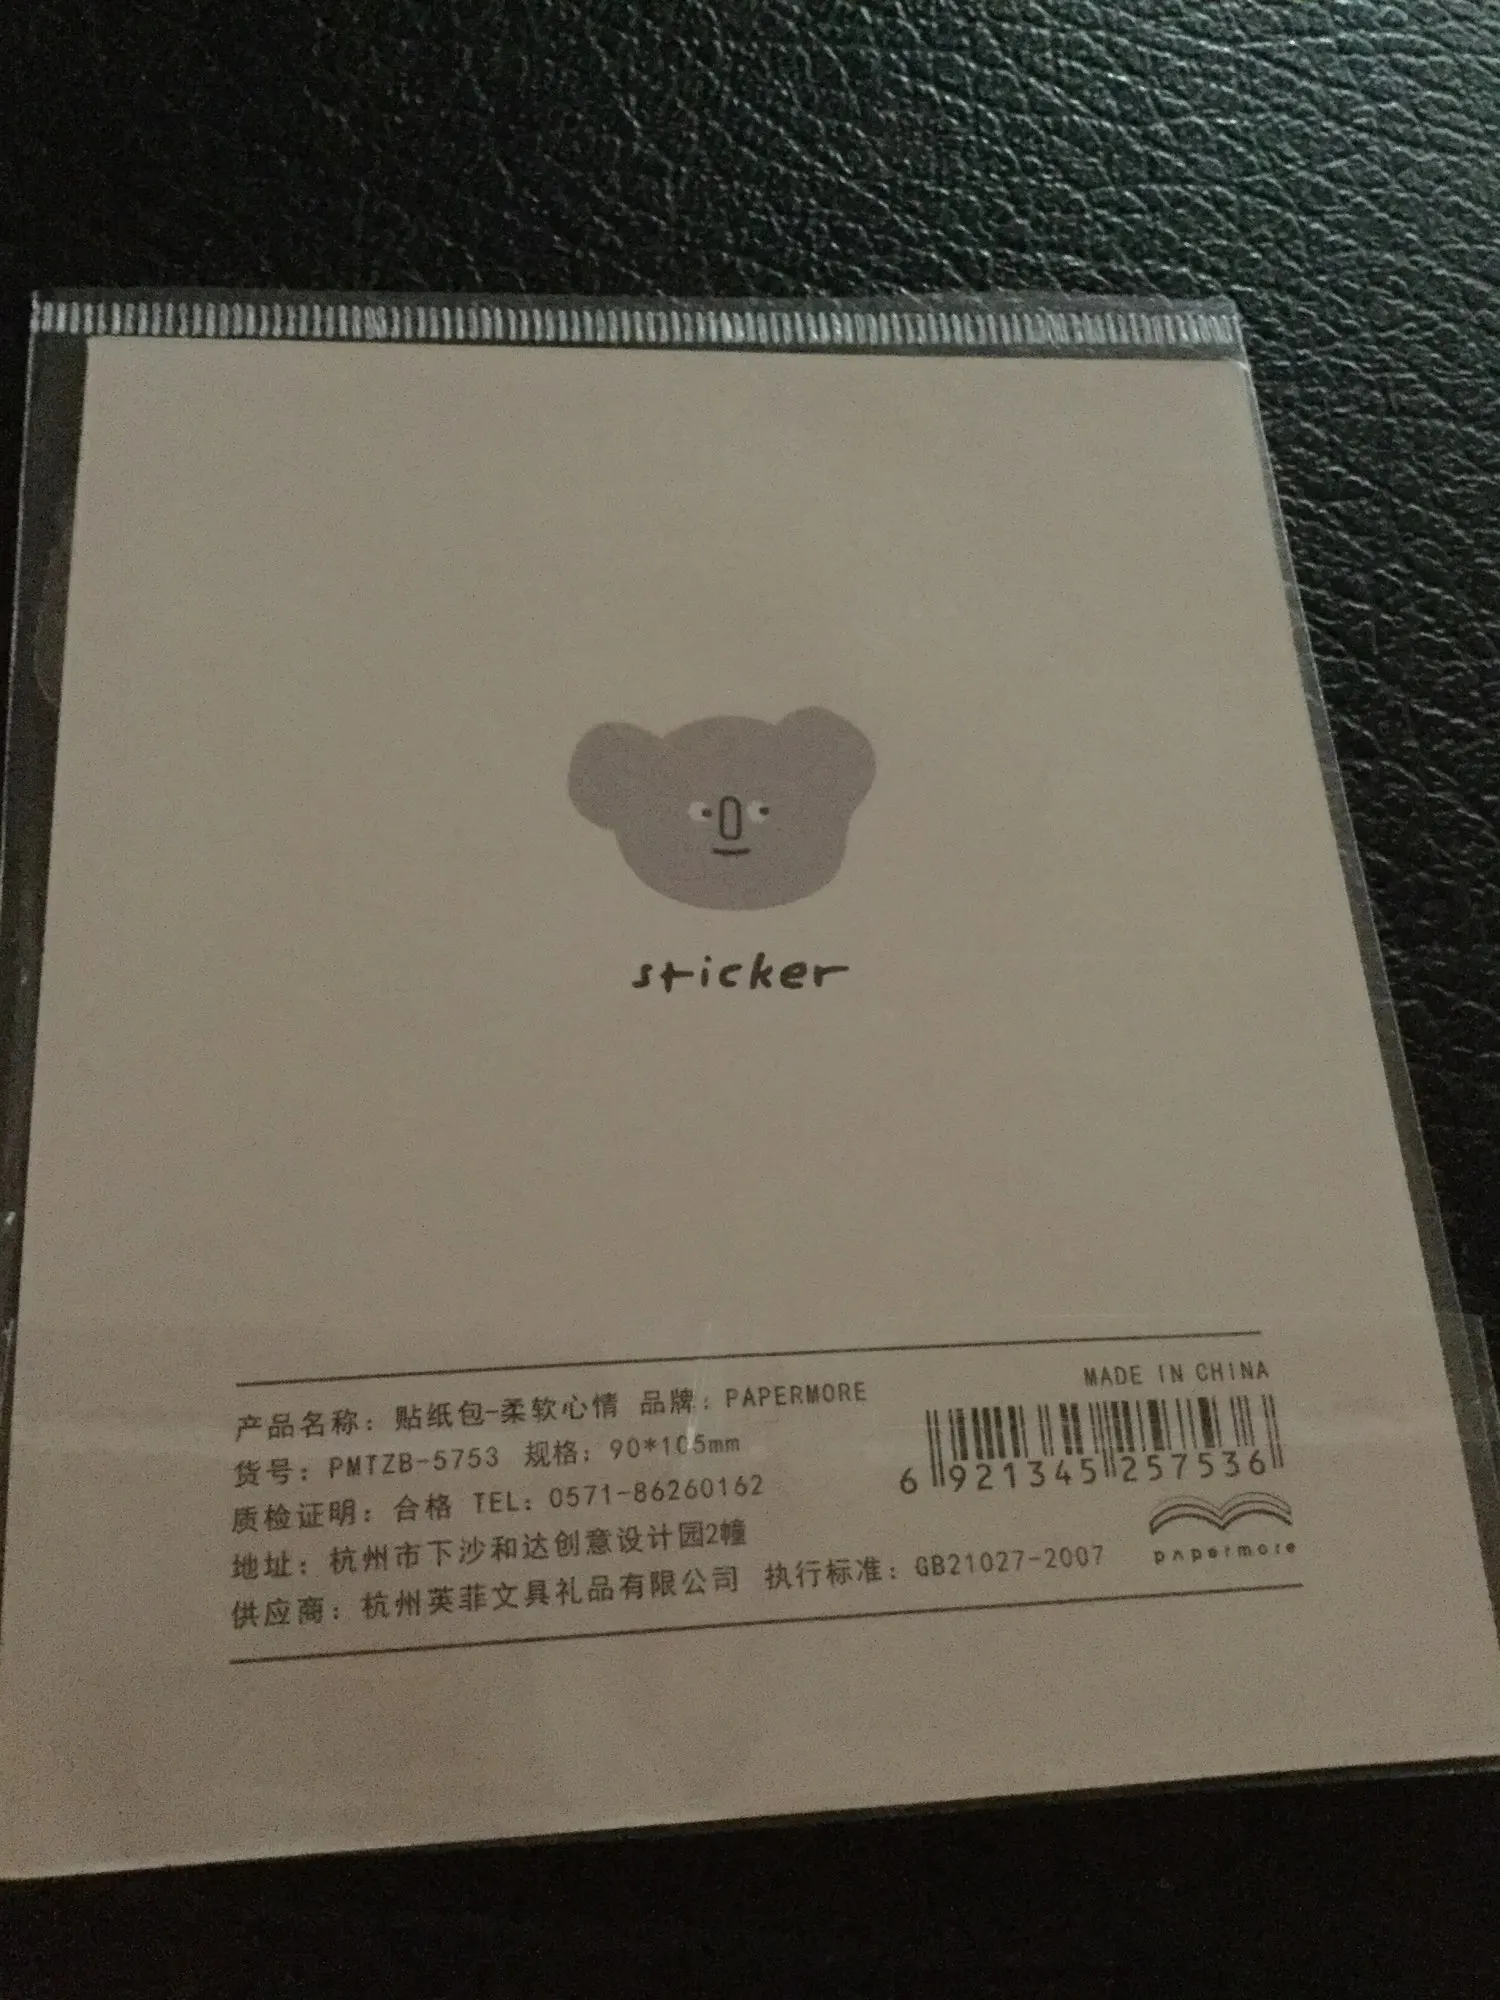 sticker
产品名称：贴纸包-柔软心情 品牌：PAPERMORE
货号：PMTZB-5753 规格：90*105mm
质检证明：合格 TEL：0571-86260162
地址：杭州市下沙和达创意设计园2幢
供应商：杭州英菲文具礼品有限公司 执行标准：GB21027-2007
MADE IN CHINA
6 921345 257536
papermore